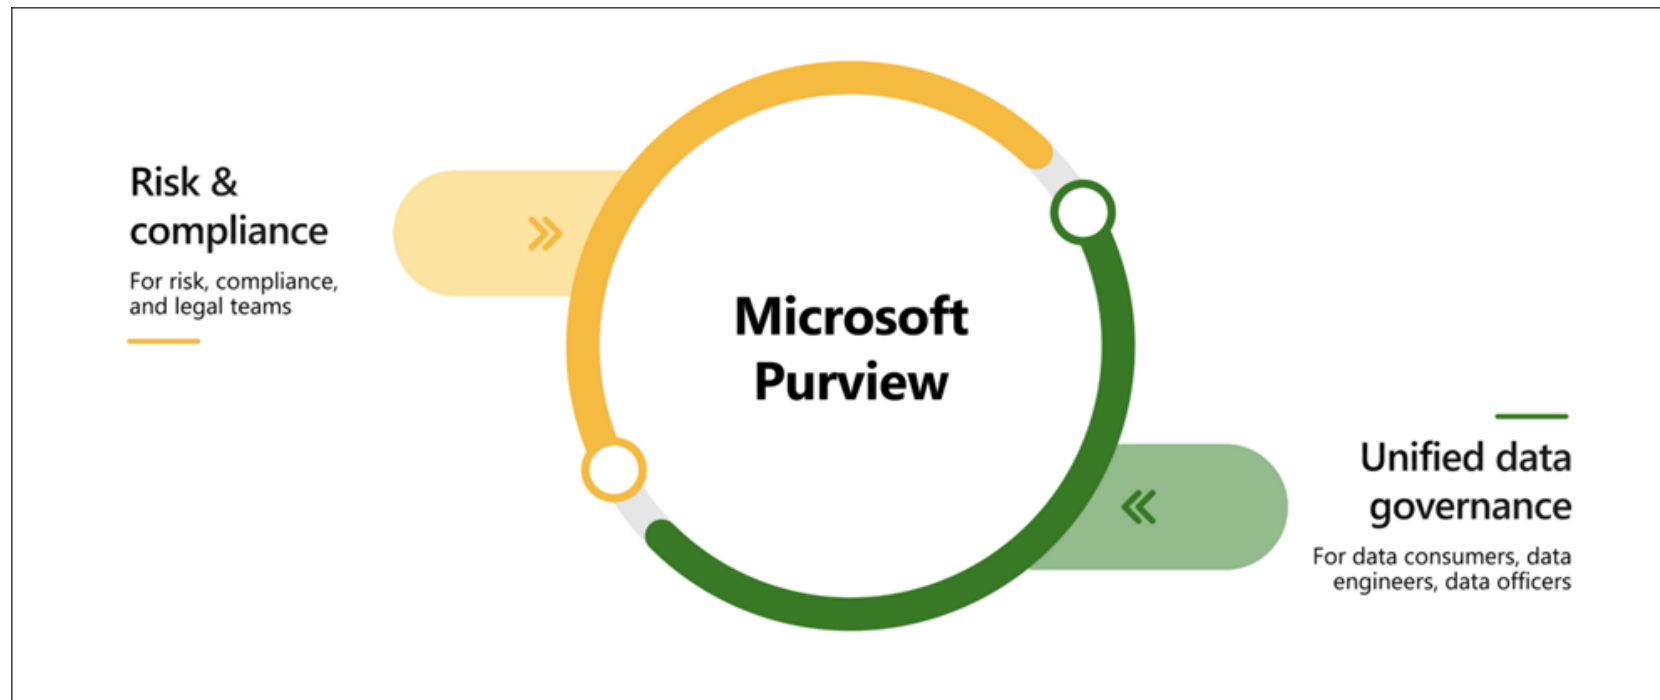 Risk &
compliance
For risk, compliance,
and legal teams
Microsoft
Purview
Unified data
governance
For data consumers, data
engineers, data officers